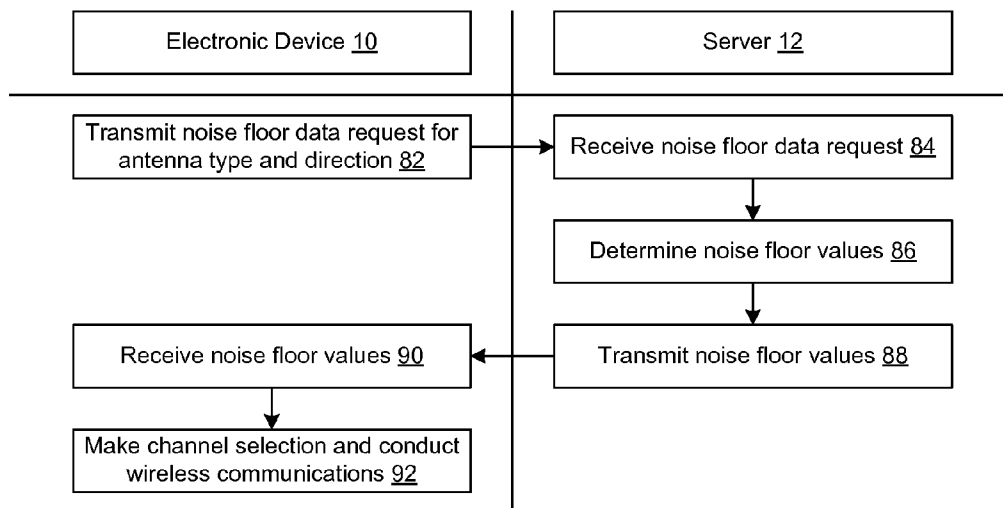 Electronic Device 10
Server 12
Transmit noise floor data request for
antenna type and direction 82
Receive noise floor data request 84
Determine noise floor values 86
Transmit noise floor values 88
Receive noise floor values 90
Make channel selection and conduct
wireless communications 92